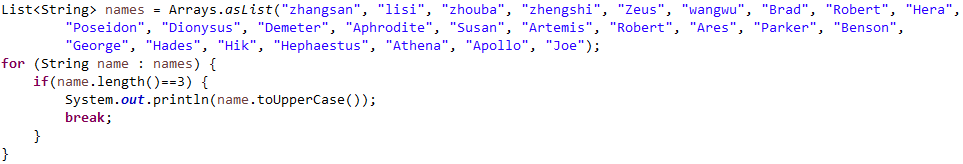 List<String> names = Arrays.asList("zhangsan", "lisi", "zhouba", "zhengshi", "Zeus", "wangwu", "Brad", "Robert", "Hera",
        "Poseidon", "Dionysus", "Demeter", "Aphrodite", "Susan", "Artemis", "Robert", "Ares", "Parker", "Benson",
        "George", "Hades", "Hik", "Hephaestus", "Athena", "Apollo", "Joe");
for (String name : names) {
    if(name.length()==3) {
        System.out.println(name.toUpperCase());
        break;
    }
}